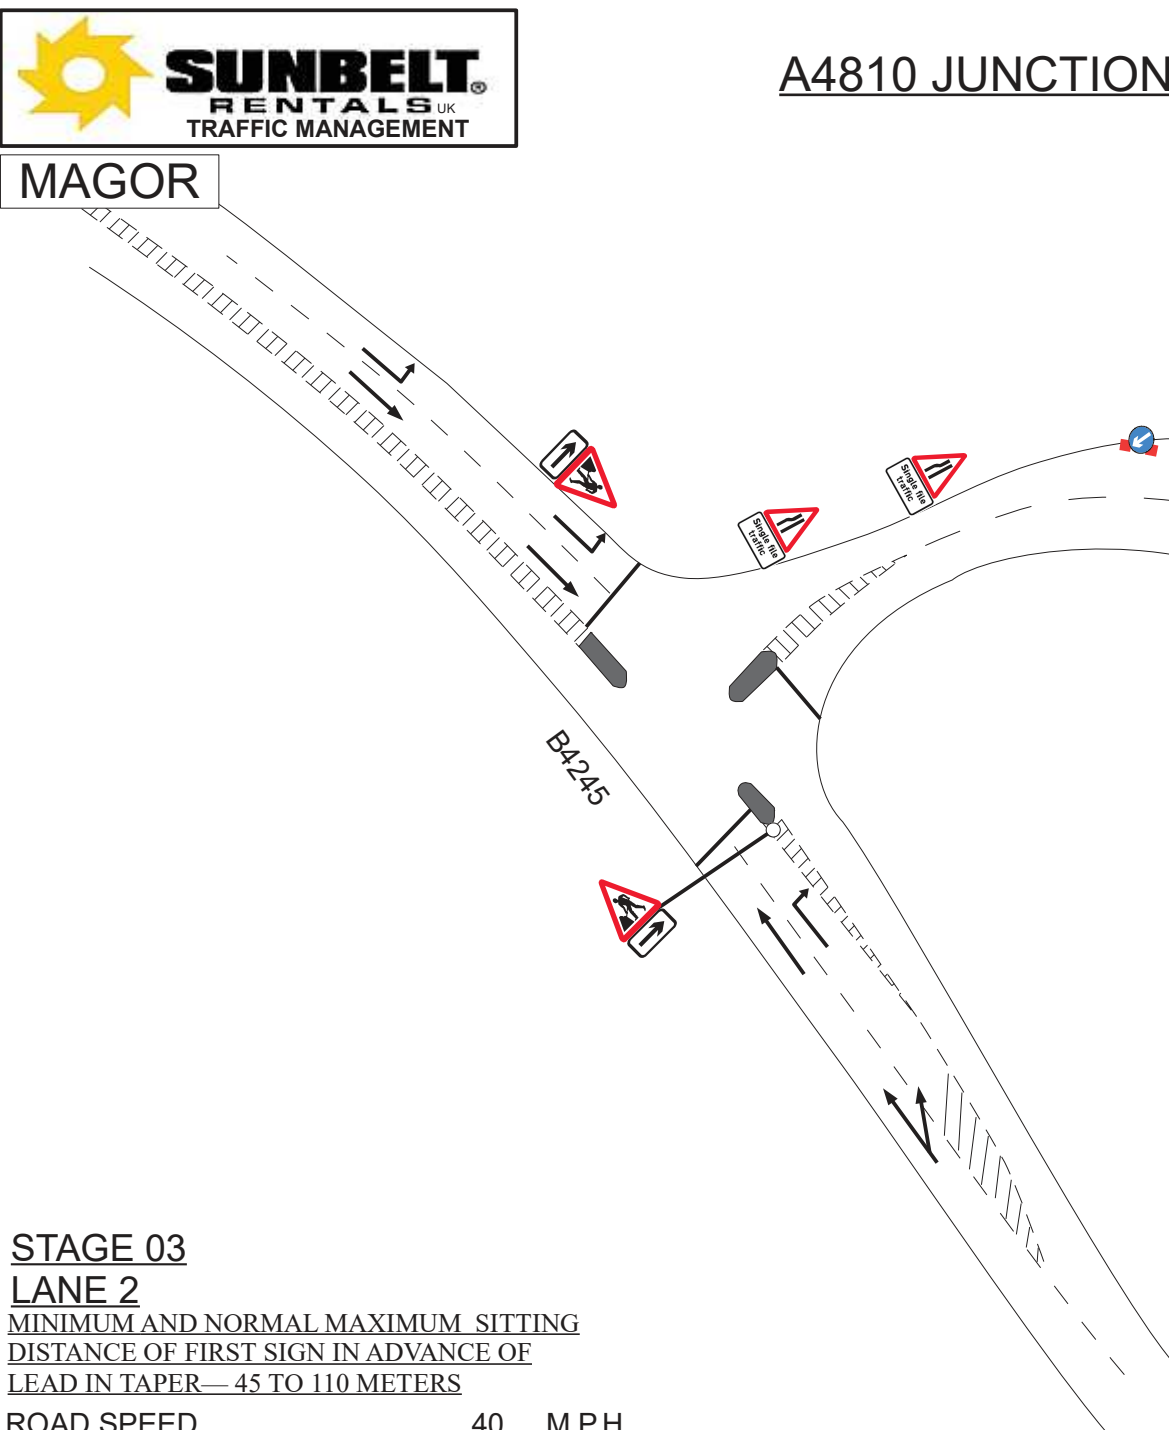 SUNBELT®
RENTALS UK
TRAFFIC MANAGEMENT
A4810 JUNCTION
MAGOR
Single file
traffic
Single file
traffic
B4245
STAGE 03
LANE 2
MINIMUM AND NORMAL MAXIMUM SITTING
DISTANCE OF FIRST SIGN IN ADVANCE OF
LEAD IN TAPER— 45 TO 110 METERS
ROAD SPEED 40 M.P.H